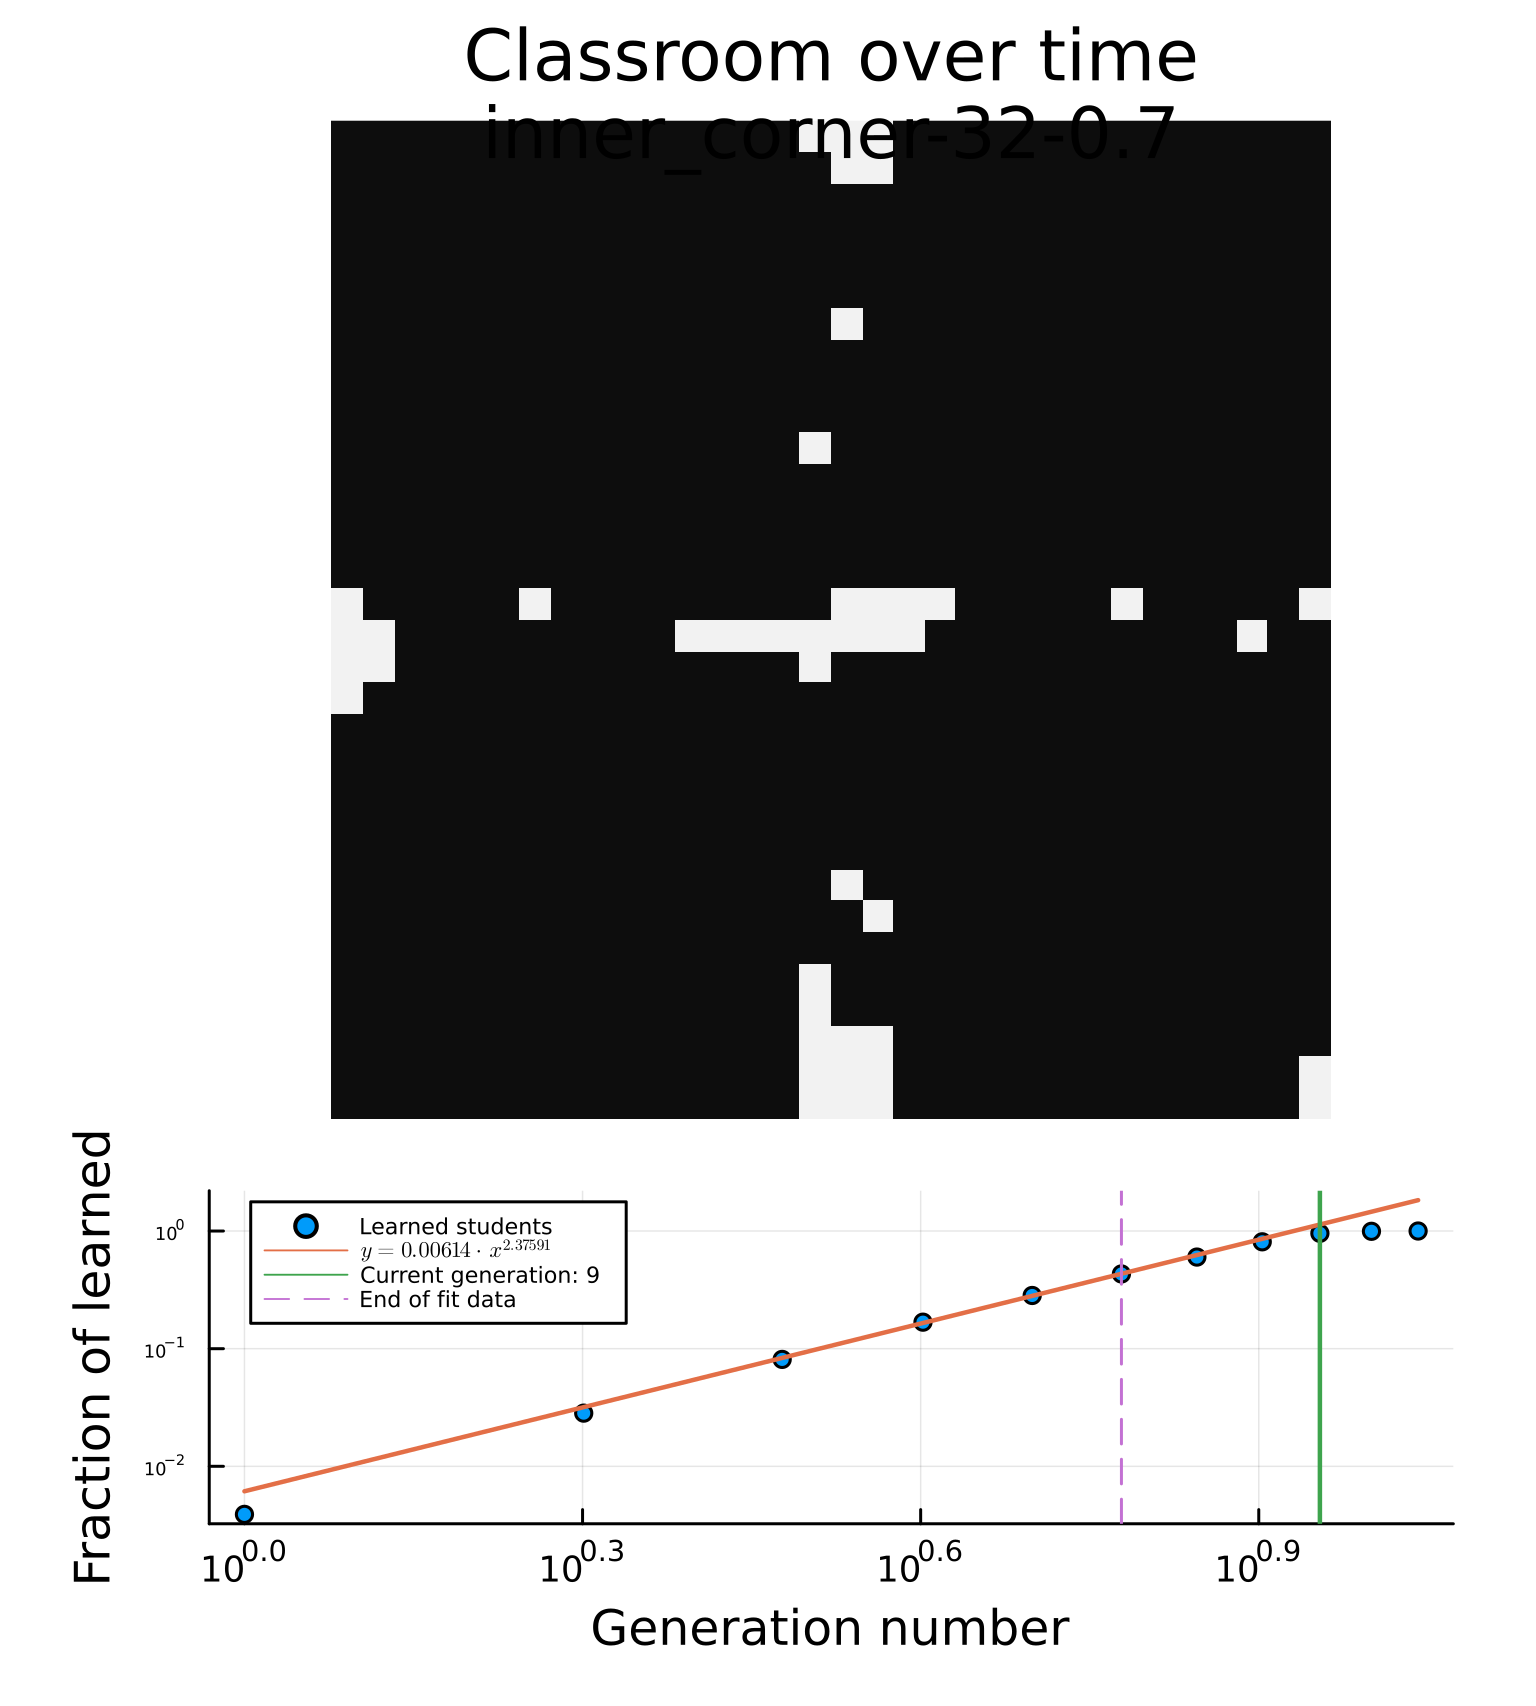 Classroom over time
inner_corner-32-0.7
Fraction of learned
10⁰
10⁻¹
10⁻²
Learned students
y = 0.00614 · x^2.37591
Current generation: 9
End of fit data
10^0.0
10^0.3
10^0.6
10^0.9
Generation number